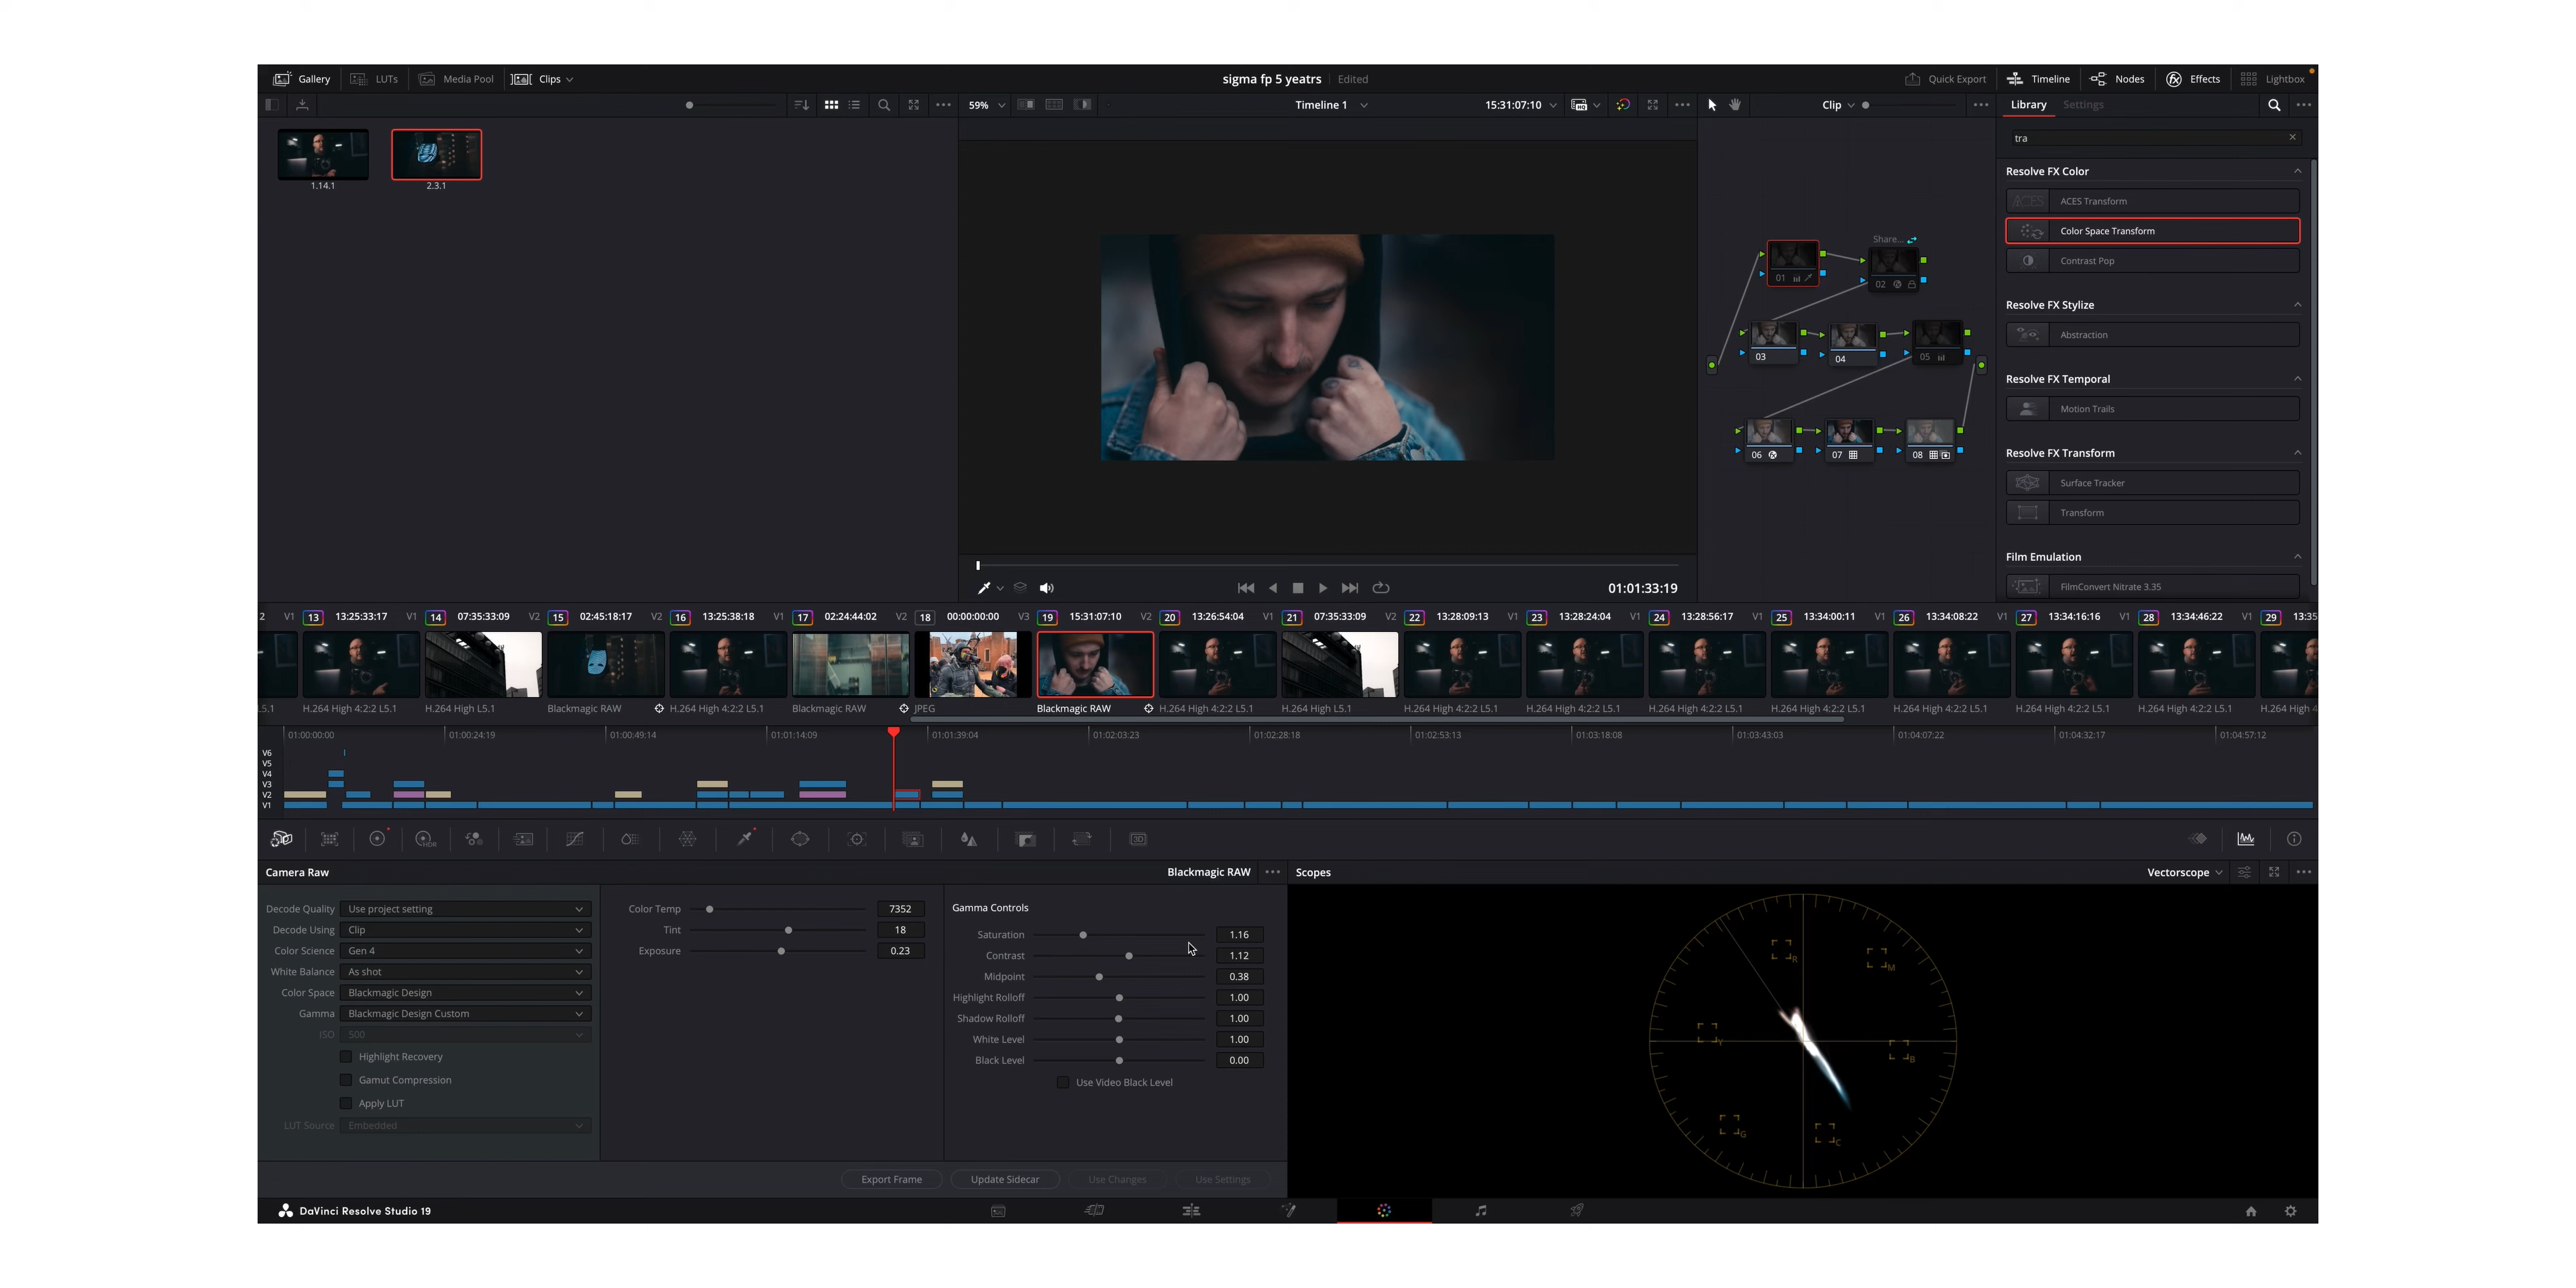 Gallery LUTs Media Pool Clips sigma fp 5 yeatrs Edited Quick Export Timeline Nodes Effects Lightbox
59% Timeline 1 15:31:07:10 Clip Library Settings
tra
1.14.1 2.3.1
Resolve FX Color
ACES Transform
Color Space Transform
Contrast Pop
Resolve FX Stylize
Abstraction
Resolve FX Temporal
Motion Trails
Resolve FX Transform
Surface Tracker
Transform
Film Emulation
FilmConvert Nitrate 3.35
Share...
01 02
03 04 05
06 07 08
01:01:33:19
2 V1 13 13:25:33:17 V1 14 07:35:33:09 V2 15 02:45:18:17 V2 16 13:25:38:18 V1 17 02:24:44:02 V2 18 00:00:00:00 V3 19 15:31:07:10 V2 20 13:26:54:04 V1 21 07:35:33:09 V2 22 13:28:09:13 V1 23 13:28:24:04 V1 24 13:28:56:17 V1 25 13:34:00:11 V1 26 13:34:08:22 V1 27 13:34:16:16 V1 28 13:34:46:22 V1 29 13:35
L5.1 H.264 High 4:2:2 L5.1 H.264 High L5.1 Blackmagic RAW H.264 High 4:2:2 L5.1 Blackmagic RAW JPEG Blackmagic RAW H.264 High 4:2:2 L5.1 H.264 High L5.1 H.264 High 4:2:2 L5.1 H.264 High 4:2:2 L5.1 H.264 High 4:2:2 L5.1 H.264 High 4:2:2 L5.1 H.264 High 4:2:2 L5.1 H.264 High 4:2:2 L5.1 H.264 High 4:2:2 L5.1 H.264 High
01:00:00:00 01:00:24:19 01:00:49:14 01:01:14:09 01:01:39:04 01:02:03:23 01:02:28:18 01:02:53:13 01:03:18:08 01:03:43:03 01:04:07:22 01:04:32:17 01:04:57:12
V6
V5
V4
V3
V2
V1
HDR 3D
Camera Raw Blackmagic RAW Scopes Vectorscope
Decode Quality Use project setting
Decode Using Clip
Color Science Gen 4
White Balance As shot
Color Space Blackmagic Design
Gamma Blackmagic Design Custom
ISO 500
Highlight Recovery
Gamut Compression
Apply LUT
LUT Source Embedded
Color Temp 7352
Tint 18
Exposure 0.23
Gamma Controls
Saturation 1.16
Contrast 1.12
Midpoint 0.38
Highlight Rolloff 1.00
Shadow Rolloff 1.00
White Level 1.00
Black Level 0.00
Use Video Black Level
R M
Y B
G C
Export Frame Update Sidecar Use Changes Use Settings
DaVinci Resolve Studio 19